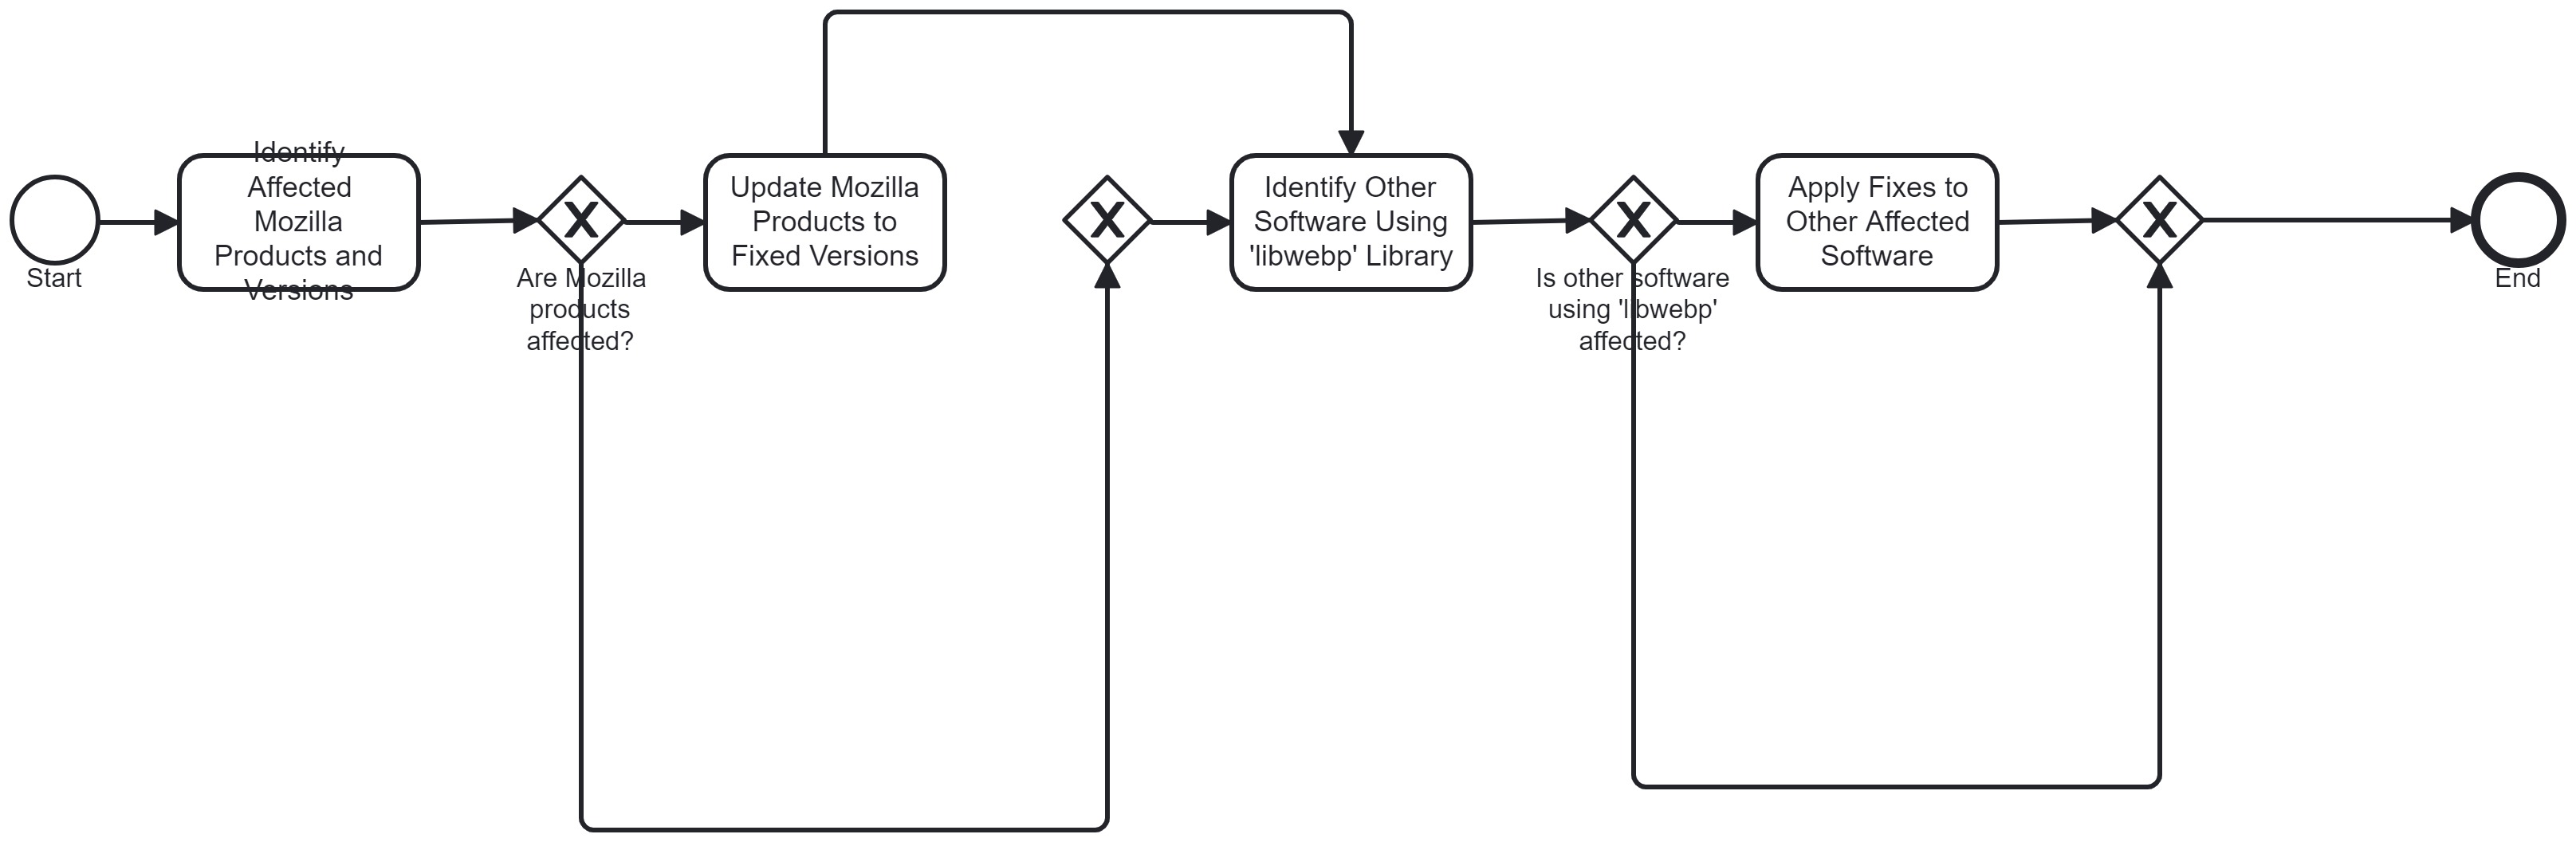 Start
Identify
Affected
Mozilla
Products and
Versions
X
Are Mozilla
products
affected?
Update Mozilla
Products to
Fixed Versions
X
Identify Other
Software Using
'libwebp' Library
X
Is other software
using 'libwebp'
affected?
Apply Fixes to
Other Affected
Software
X
End